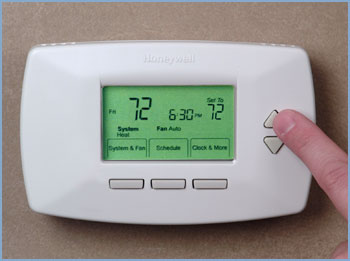 Honeywell
Fri 72 6:30 PM Set To 72
System Heat Fan Auto
System & Fan Schedule Clock & More